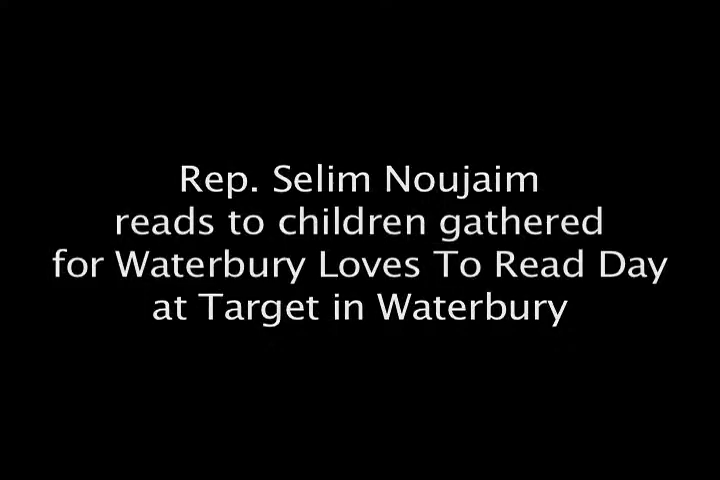 Rep. Selim Noujaim
reads to children gathered
for Waterbury Loves To Read Day
at Target in Waterbury